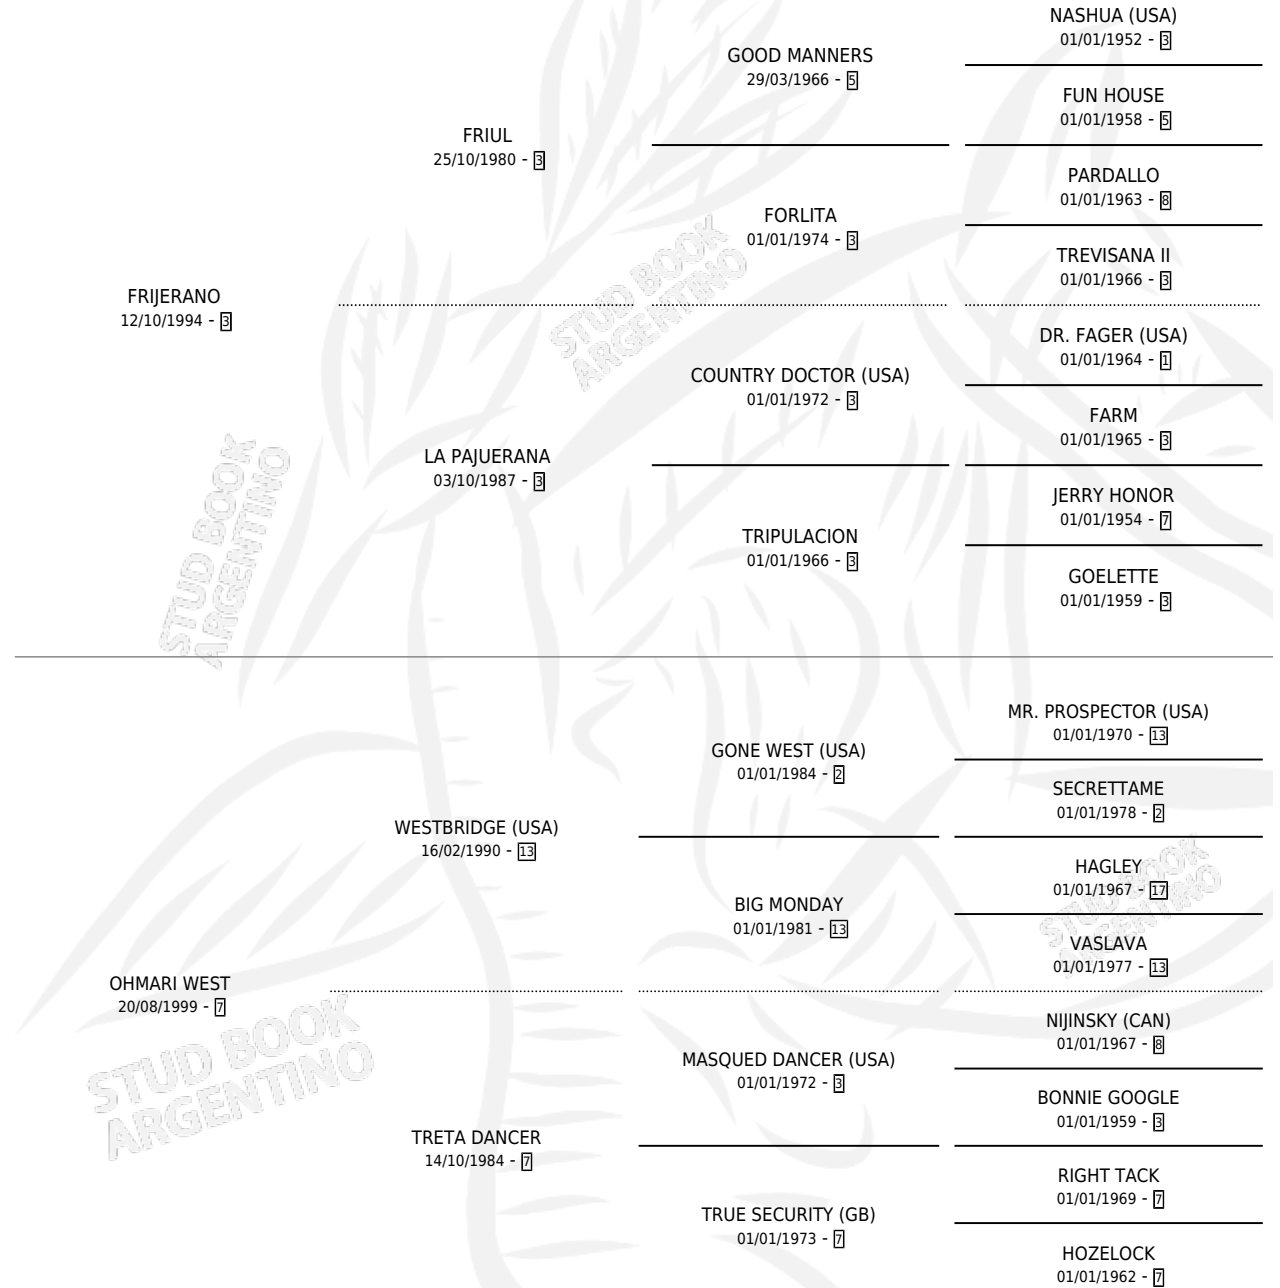 NASHUA (USA)
01/01/1952 - 3
GOOD MANNERS
29/03/1966 - 5
FUN HOUSE
01/01/1958 - 5
FRIUL
25/10/1980 - 3
PARDALLO
01/01/1963 - 8
FORLITA
01/01/1974 - 3
TREVISANA II
01/01/1966 - 3
FRIJERANO
12/10/1994 - 3
DR. FAGER (USA)
01/01/1964 - 1
COUNTRY DOCTOR (USA)
01/01/1972 - 3
FARM
01/01/1965 - 3
LA PAJUERANA
03/10/1987 - 3
JERRY HONOR
01/01/1954 - 7
TRIPULACION
01/01/1966 - 3
GOELETTE
01/01/1959 - 3
MR. PROSPECTOR (USA)
01/01/1970 - 13
GONE WEST (USA)
01/01/1984 - 2
SECRETTAME
01/01/1978 - 2
WESTBRIDGE (USA)
16/02/1990 - 13
HAGLEY
01/01/1967 - 17
BIG MONDAY
01/01/1981 - 13
VASLAVA
01/01/1977 - 13
OHMARI WEST
20/08/1999 - 7
NIJINSKY (CAN)
01/01/1967 - 8
MASQUED DANCER (USA)
01/01/1972 - 3
BONNIE GOOGLE
01/01/1959 - 3
TRETA DANCER
14/10/1984 - 7
RIGHT TACK
01/01/1969 - 7
TRUE SECURITY (GB)
01/01/1973 - 7
HOZELOCK
01/01/1962 - 7
STUD BOOK
ARGENTINO
STUD BOOK
ARGENTINO
STUD BOOK
ARGENTINO
STUD BOOK
ARGENTINO